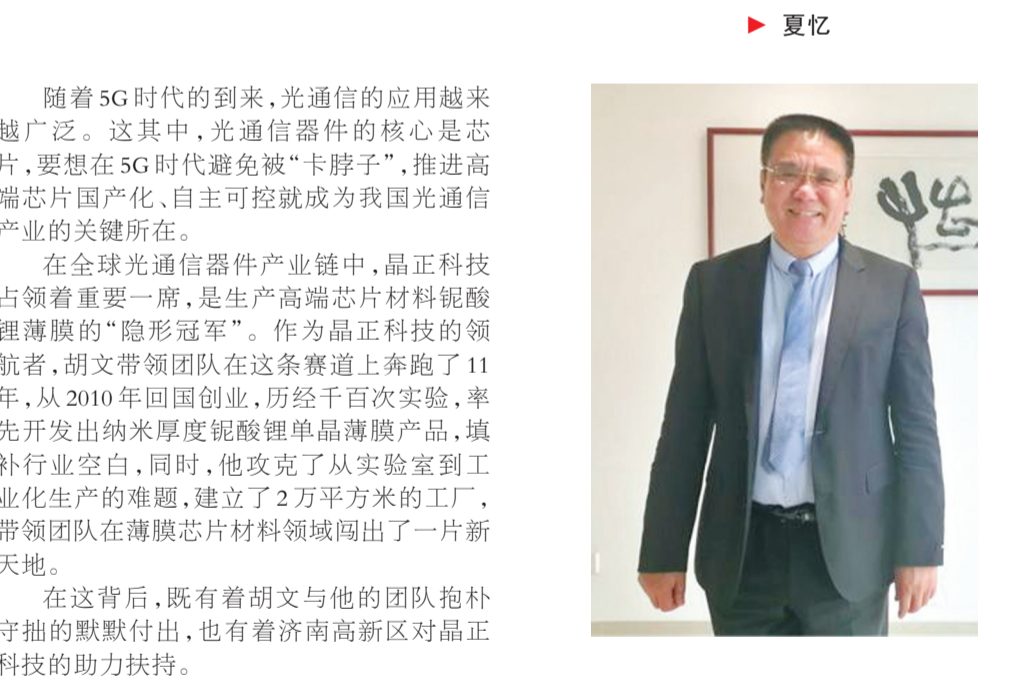 ▶ 夏忆
随着5G时代的到来,光通信的应用越来
越广泛。这其中,光通信器件的核心是芯
片,要想在5G时代避免被“卡脖子”,推进高
端芯片国产化、自主可控就成为我国光通信
产业的关键所在。
在全球光通信器件产业链中,晶正科技
占领着重要一席,是生产高端芯片材料铌酸
锂薄膜的“隐形冠军”。作为晶正科技的领
航者,胡文带领团队在这条赛道上奔跑了11
年,从2010年回国创业,历经千百次实验,率
先开发出纳米厚度铌酸锂单晶薄膜产品,填
补行业空白,同时,他攻克了从实验室到工
业化生产的难题,建立了2万平方米的工厂,
带领团队在薄膜芯片材料领域闯出了一片新
天地。
在这背后,既有着胡文与他的团队抱朴
守拙的默默付出,也有着济南高新区对晶正
科技的助力扶持。